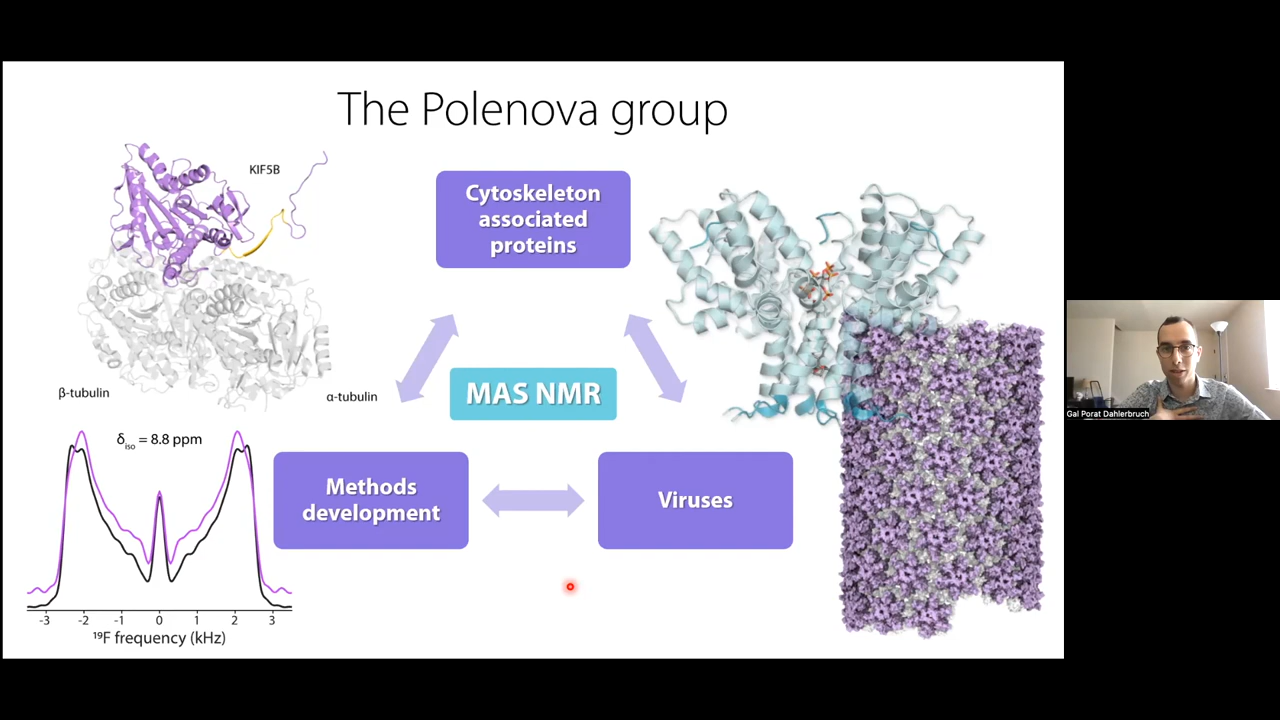 The Polenova group
KIF5B
Cytoskeleton
associated
proteins
β-tubulin
α-tubulin
MAS NMR
δiso = 8.8 ppm
Methods
development
Viruses
-3 -2 -1 0 1 2 3
¹⁹F frequency (kHz)
Gal Porat Dahlerbruch